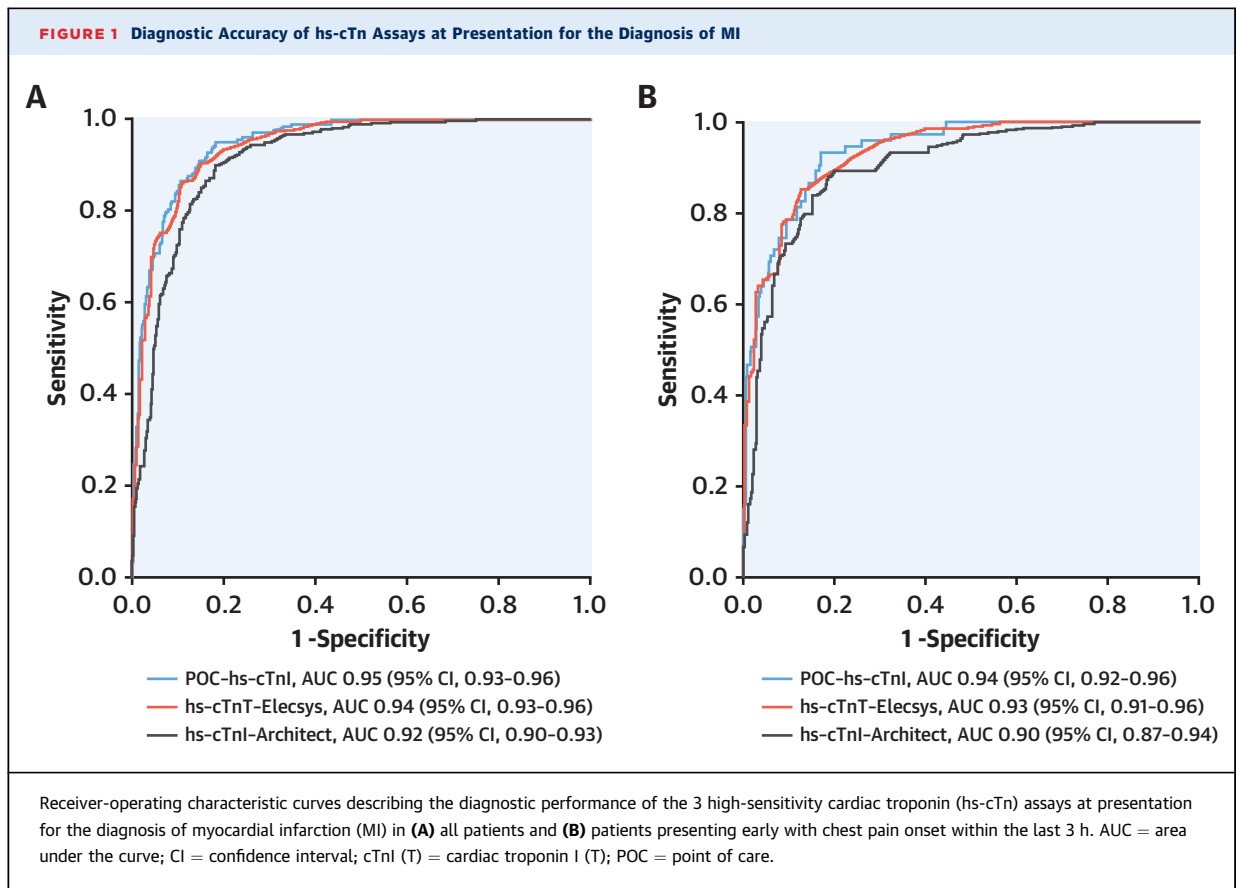 FIGURE 1 Diagnostic Accuracy of hs-cTn Assays at Presentation for the Diagnosis of MI
A
1.0
0.8
0.6
0.4
0.2
0.0
Sensitivity
0.0 0.2 0.4 0.6 0.8 1.0
1 -Specificity
POC-hs-cTnI, AUC 0.95 (95% CI, 0.93-0.96)
hs-cTnT-Elecsys, AUC 0.94 (95% CI, 0.93-0.96)
hs-cTnI-Architect, AUC 0.92 (95% CI, 0.90-0.93)
B
1.0
0.8
0.6
0.4
0.2
0.0
Sensitivity
0.0 0.2 0.4 0.6 0.8 1.0
1 -Specificity
POC-hs-cTnI, AUC 0.94 (95% CI, 0.92-0.96)
hs-cTnT-Elecsys, AUC 0.93 (95% CI, 0.91-0.96)
hs-cTnI-Architect, AUC 0.90 (95% CI, 0.87-0.94)
Receiver-operating characteristic curves describing the diagnostic performance of the 3 high-sensitivity cardiac troponin (hs-cTn) assays at presentation
for the diagnosis of myocardial infarction (MI) in (A) all patients and (B) patients presenting early with chest pain onset within the last 3 h. AUC = area
under the curve; CI = confidence interval; cTnI (T) = cardiac troponin I (T); POC = point of care.